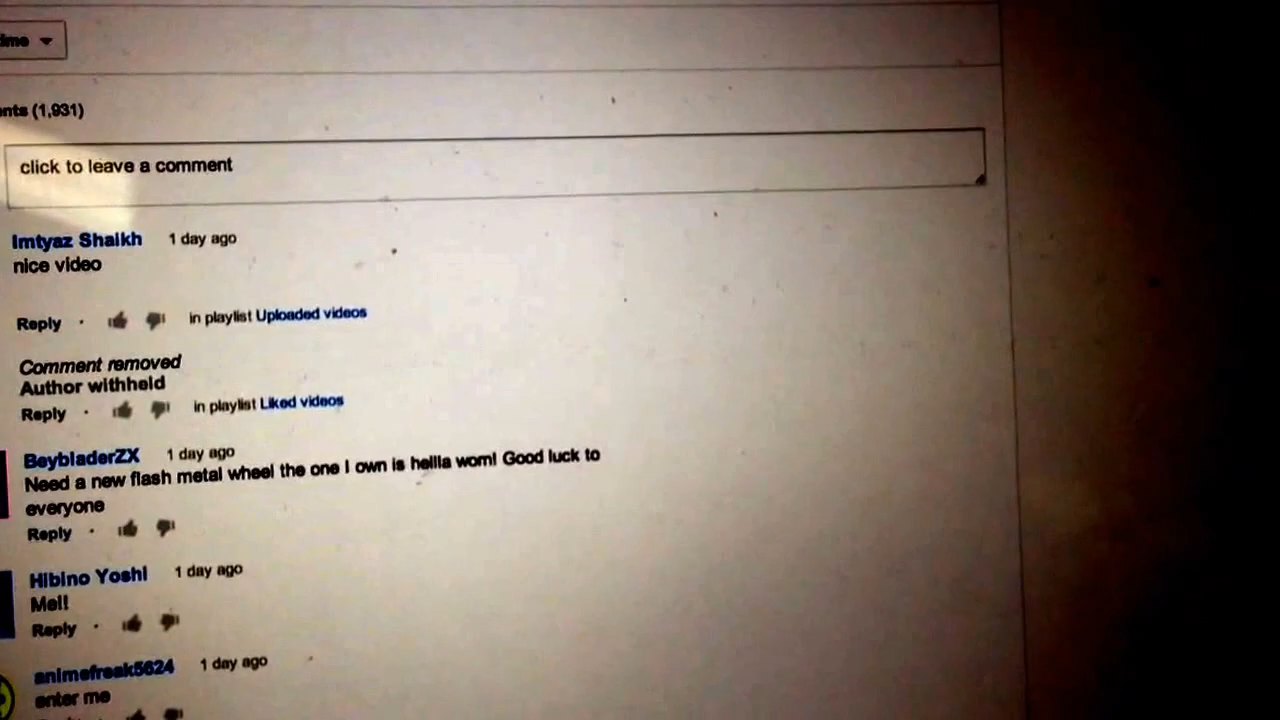 ime
nts (1,931)
click to leave a comment
Imtyaz Shaikh 1 day ago
nice video
Reply · in playlist Uploaded videos
Comment removed
Author withheld
Reply · in playlist Liked videos
BeybladerZX 1 day ago
Need a new flash metal wheel the one I own is hellla worn! Good luck to
everyone
Reply ·
Hibino Yoshi 1 day ago
Me!!
Reply ·
animefreak5624 1 day ago
enter me